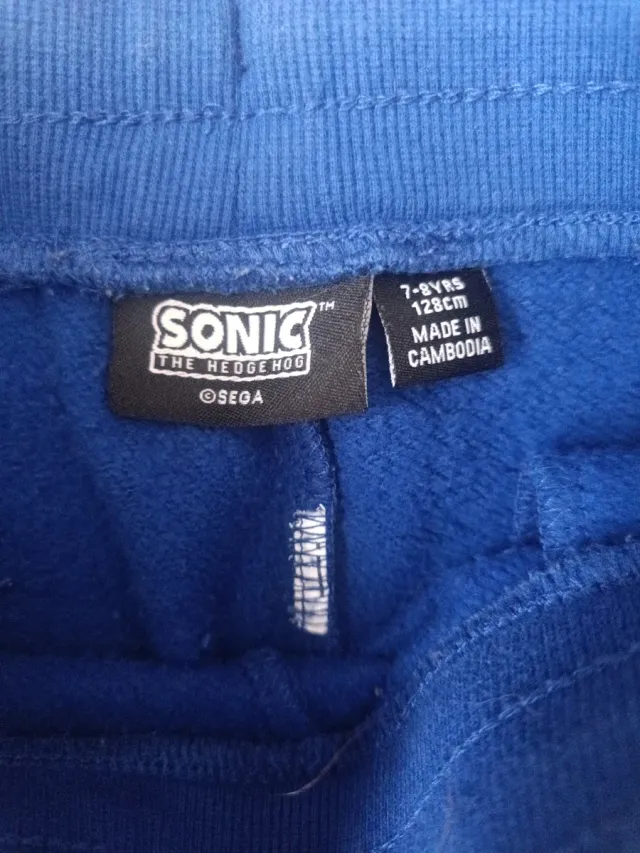 SONIC™
THE HEDGEHOG
©SEGA
7-8YRS
128cm
MADE IN
CAMBODIA